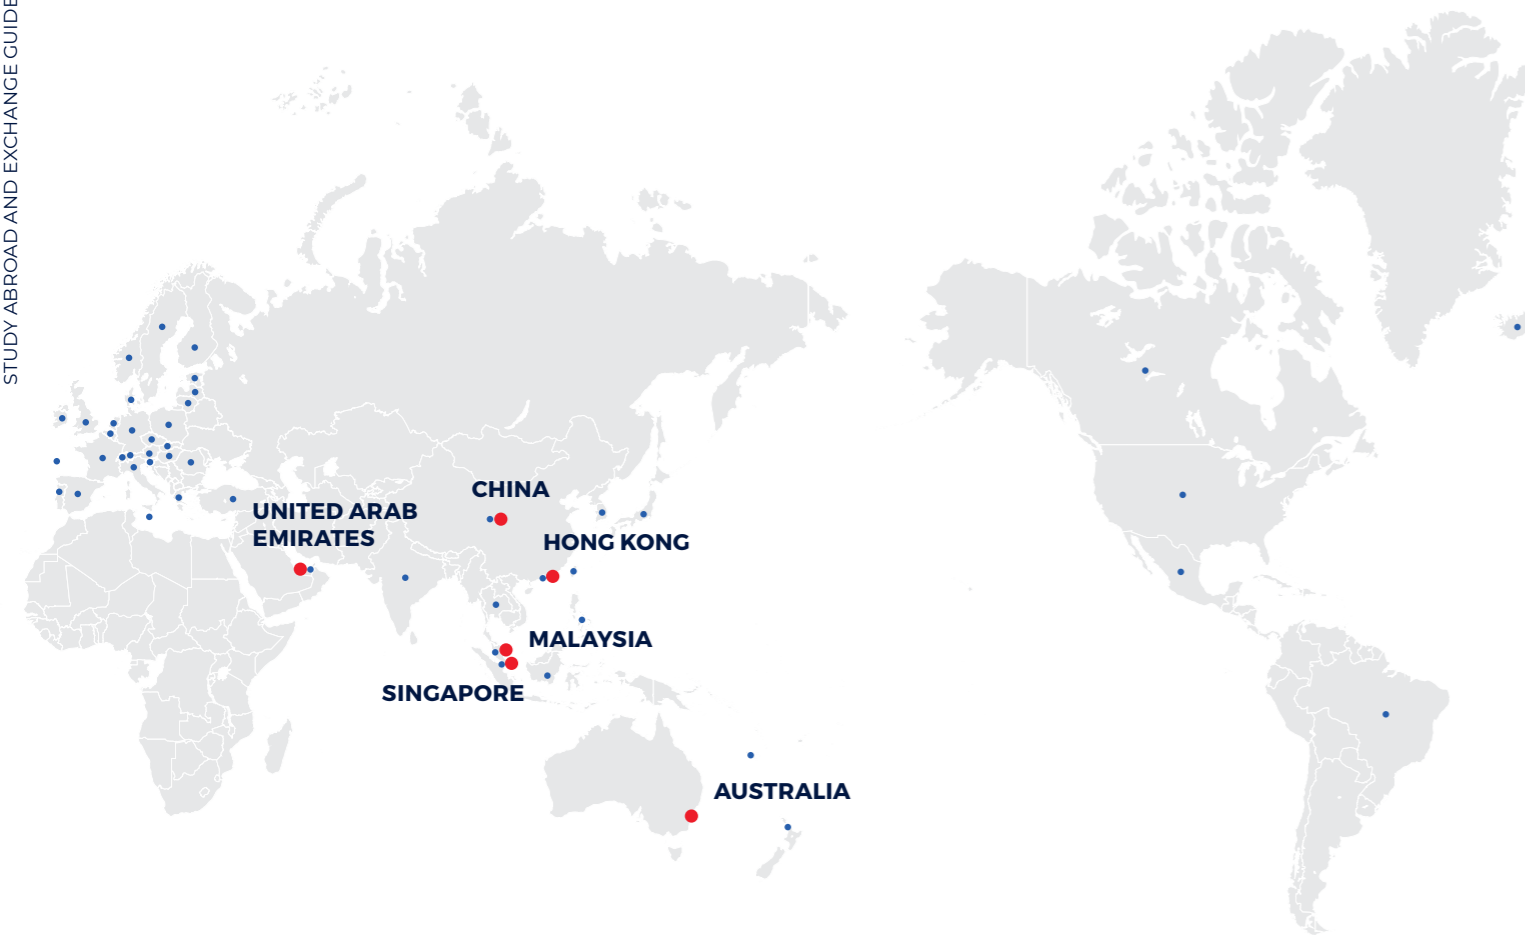 STUDY ABROAD AND EXCHANGE GUIDE
CHINA
UNITED ARAB
EMIRATES
HONG KONG
MALAYSIA
SINGAPORE
AUSTRALIA